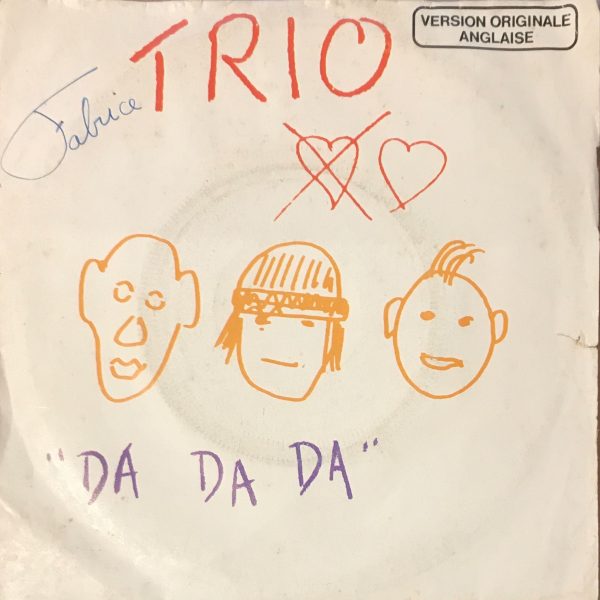 TRIO
VERSION ORIGINALE
ANGLAISE
Fabrice
"DA DA DA"